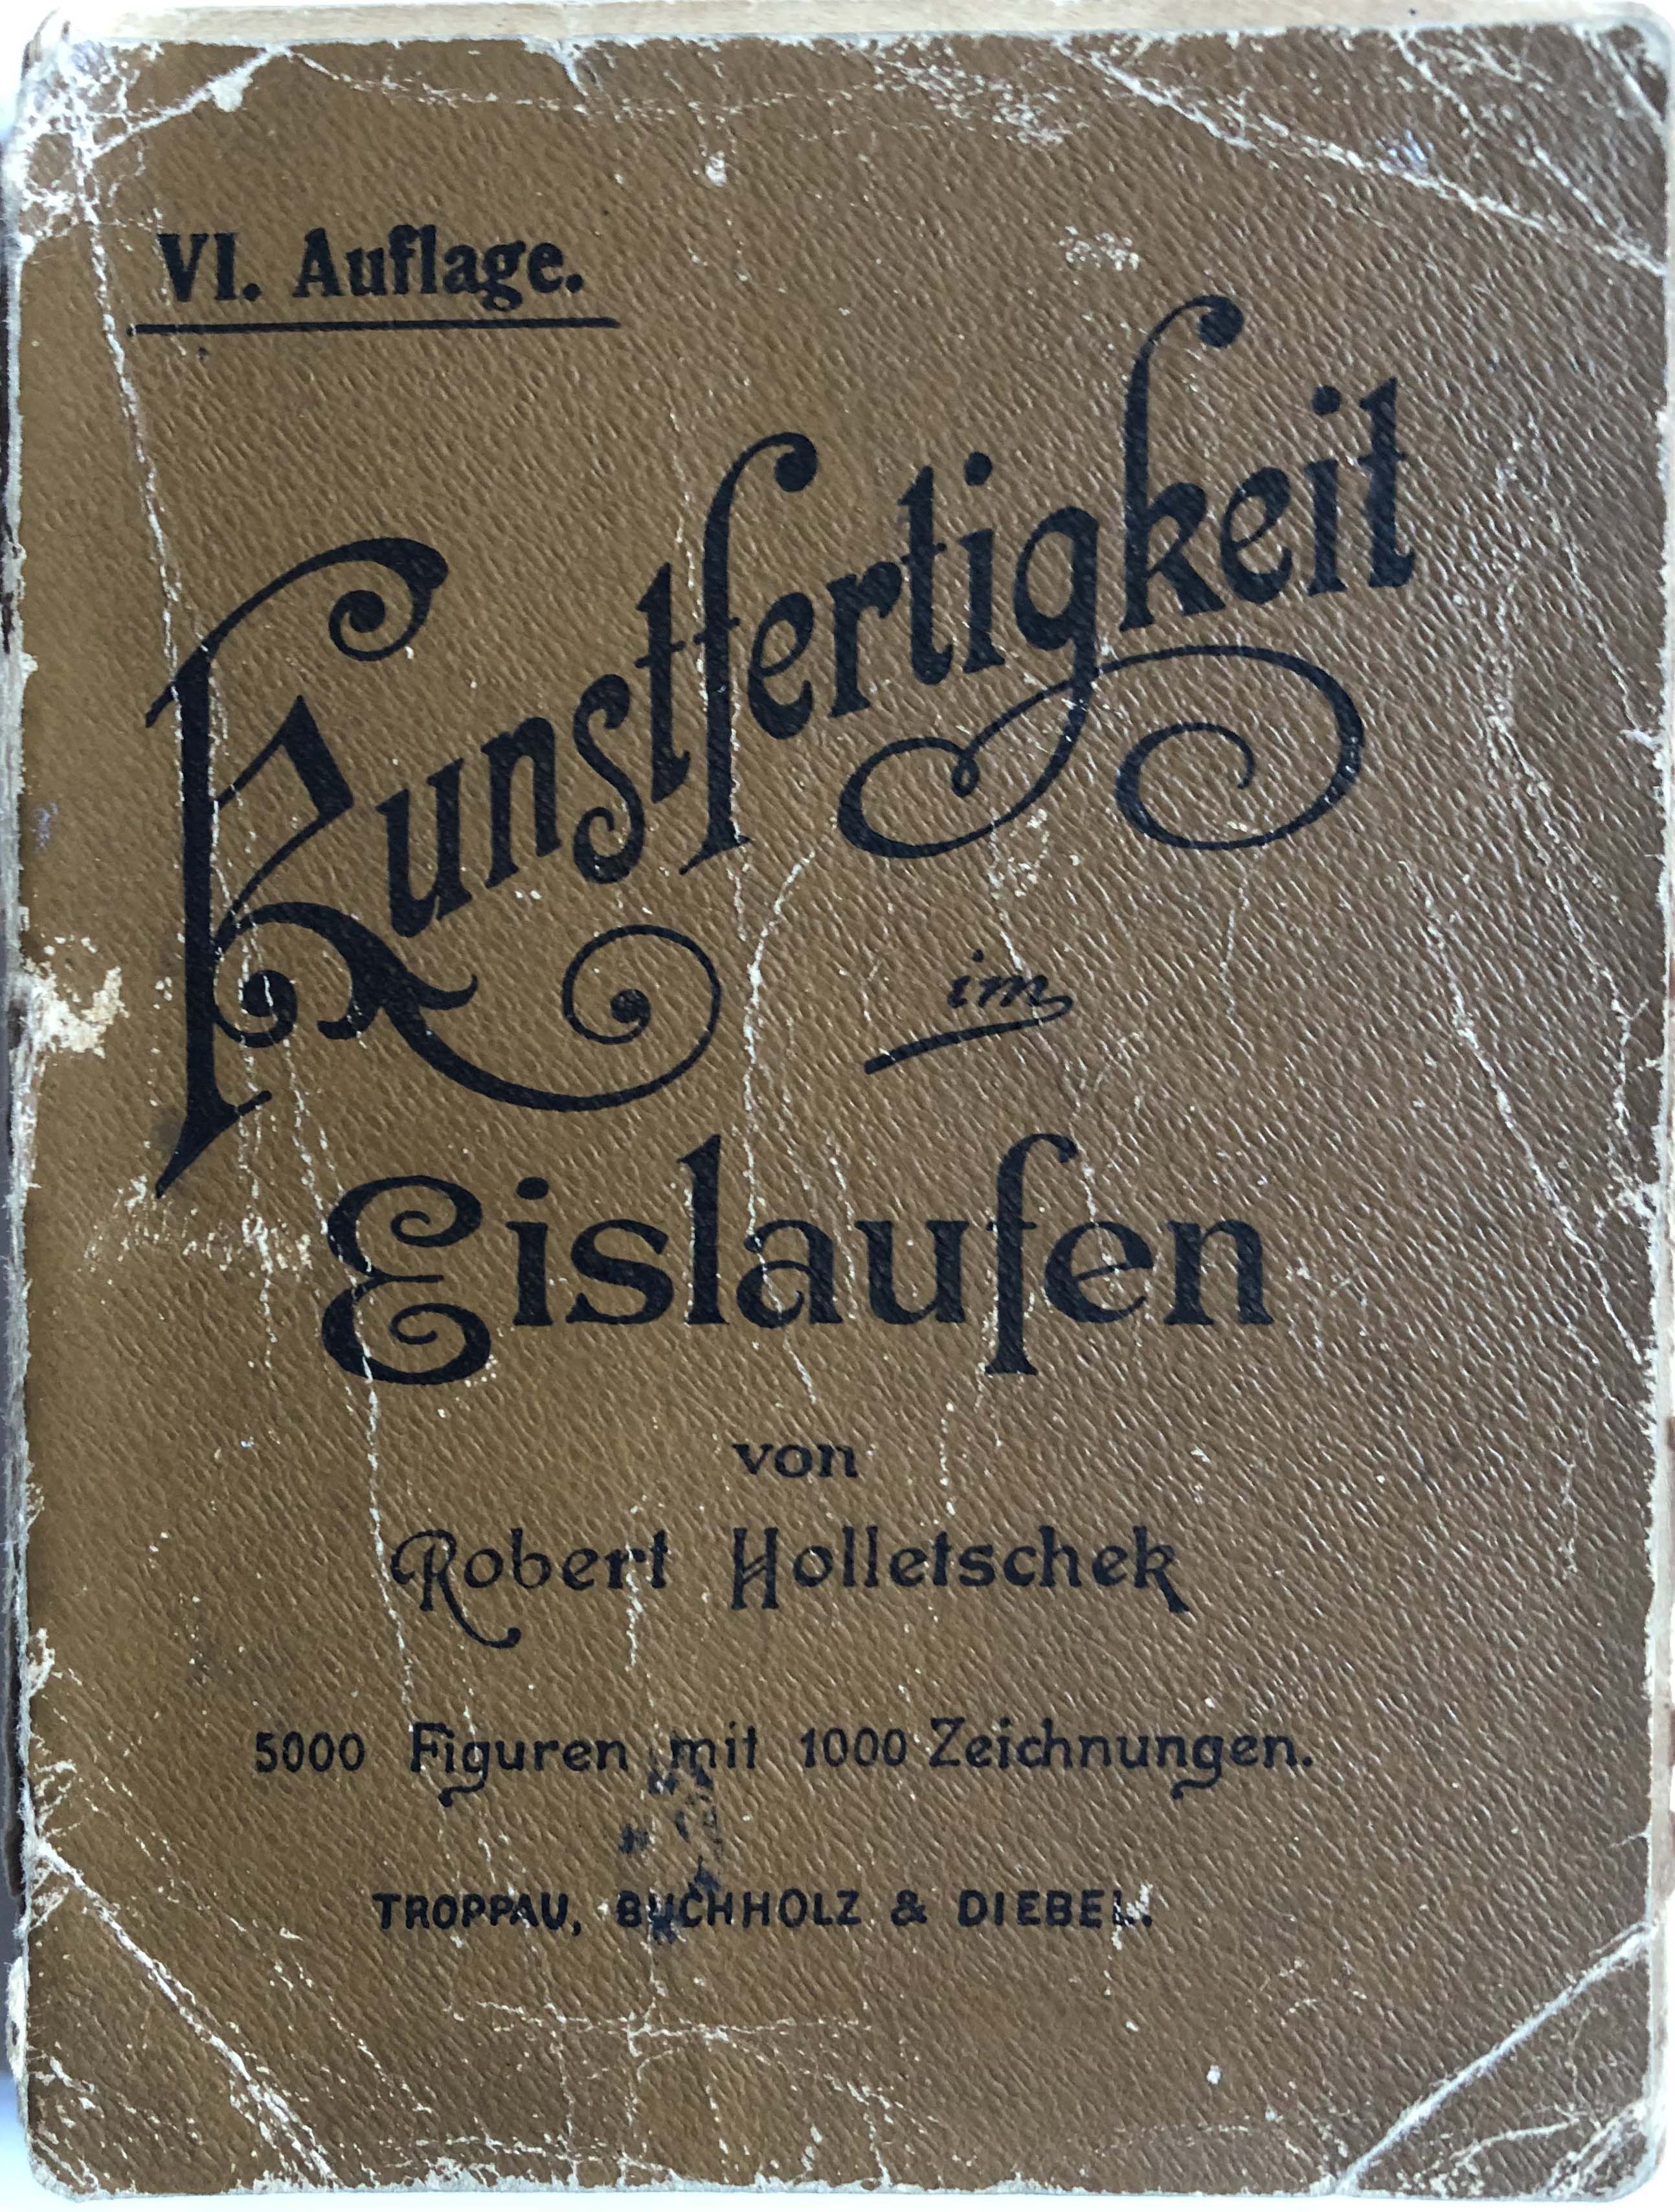 VI. Auflage.
Kunstfertigkeit
im
Eislaufen
von
Robert Holletschek
5000 Figuren mit 1000 Zeichnungen.
TROPPAU, BUCHHOLZ & DIEBEL.